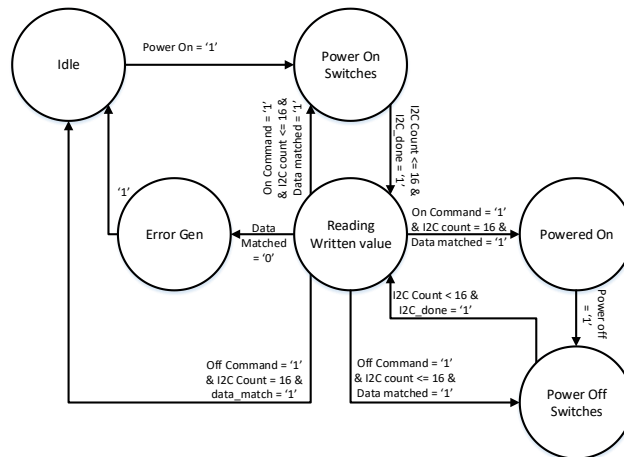 Idle
Power On = ‘1’
Power On
Switches
On Command = ‘1’
& I2C count <= 16 &
Data matched = ‘1’
I2C Count <= 16 &
I2C_done = ‘1’
‘1’
Error Gen
Data
Matched
= ‘0’
Reading
Written value
On Command = ‘1’
& I2C count = 16 &
Data matched = ‘1’
Powered On
I2C Count < 16 &
I2C_done = ‘1’
Power off
= ‘1’
Off Command = ‘1’
& I2C Count = 16 &
data_match = ‘1’
Off Command = ‘1’
& I2C count <= 16 &
Data matched = ‘1’
Power Off
Switches